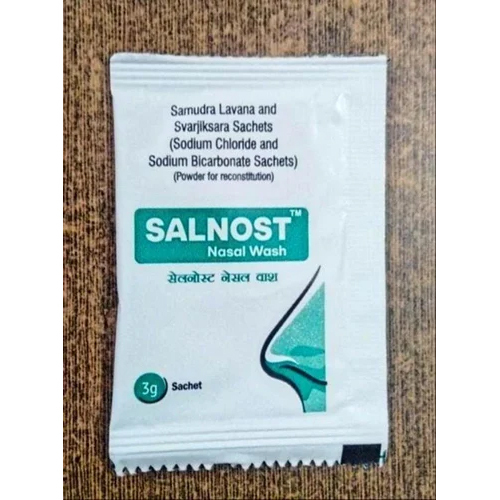 Samudra Lavana and
Svarjiksara Sachets
(Sodium Chloride and
Sodium Bicarbonate Sachets)
(Powder for reconstitution)
SALNOST™
Nasal Wash
सेलनोस्ट नेसल वाश
3g Sachet